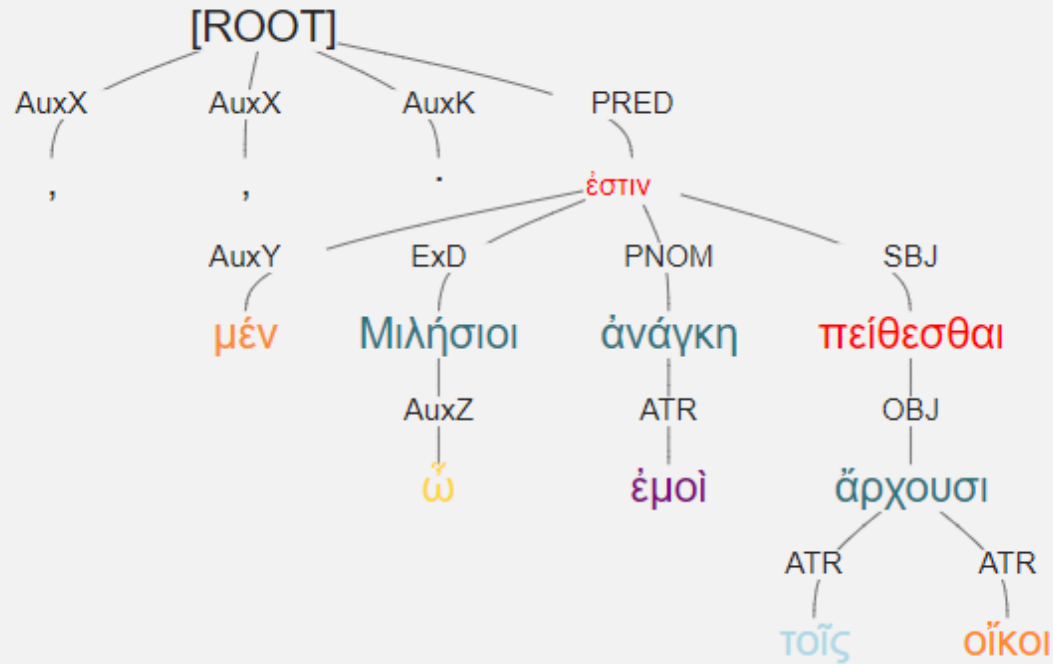 [ROOT]
AuxX AuxX AuxK PRED
, , . ἐστιν
AuxY ExD PNOM SBJ
μέν Μιλήσιοι ἀνάγκη πείθεσθαι
AuxZ ATR OBJ
ὦ ἐμοὶ ἄρχουσι
ATR ATR
τοῖς οἴκοι